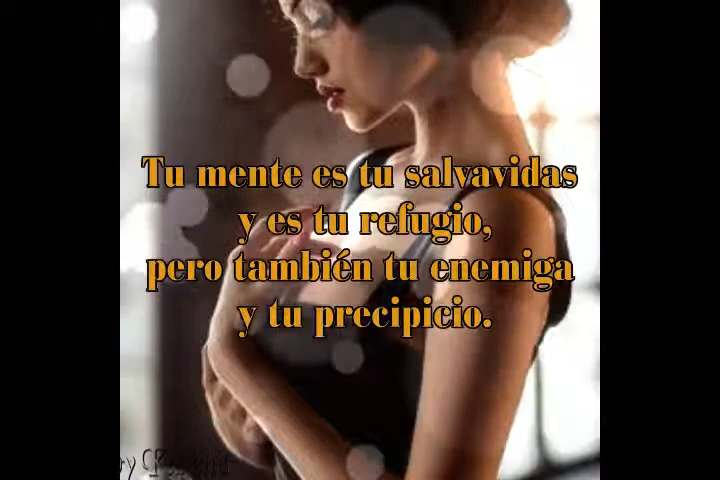 Tu mente es tu salvavidas
y es tu refugio,
pero también tu enemiga
y tu precipicio.